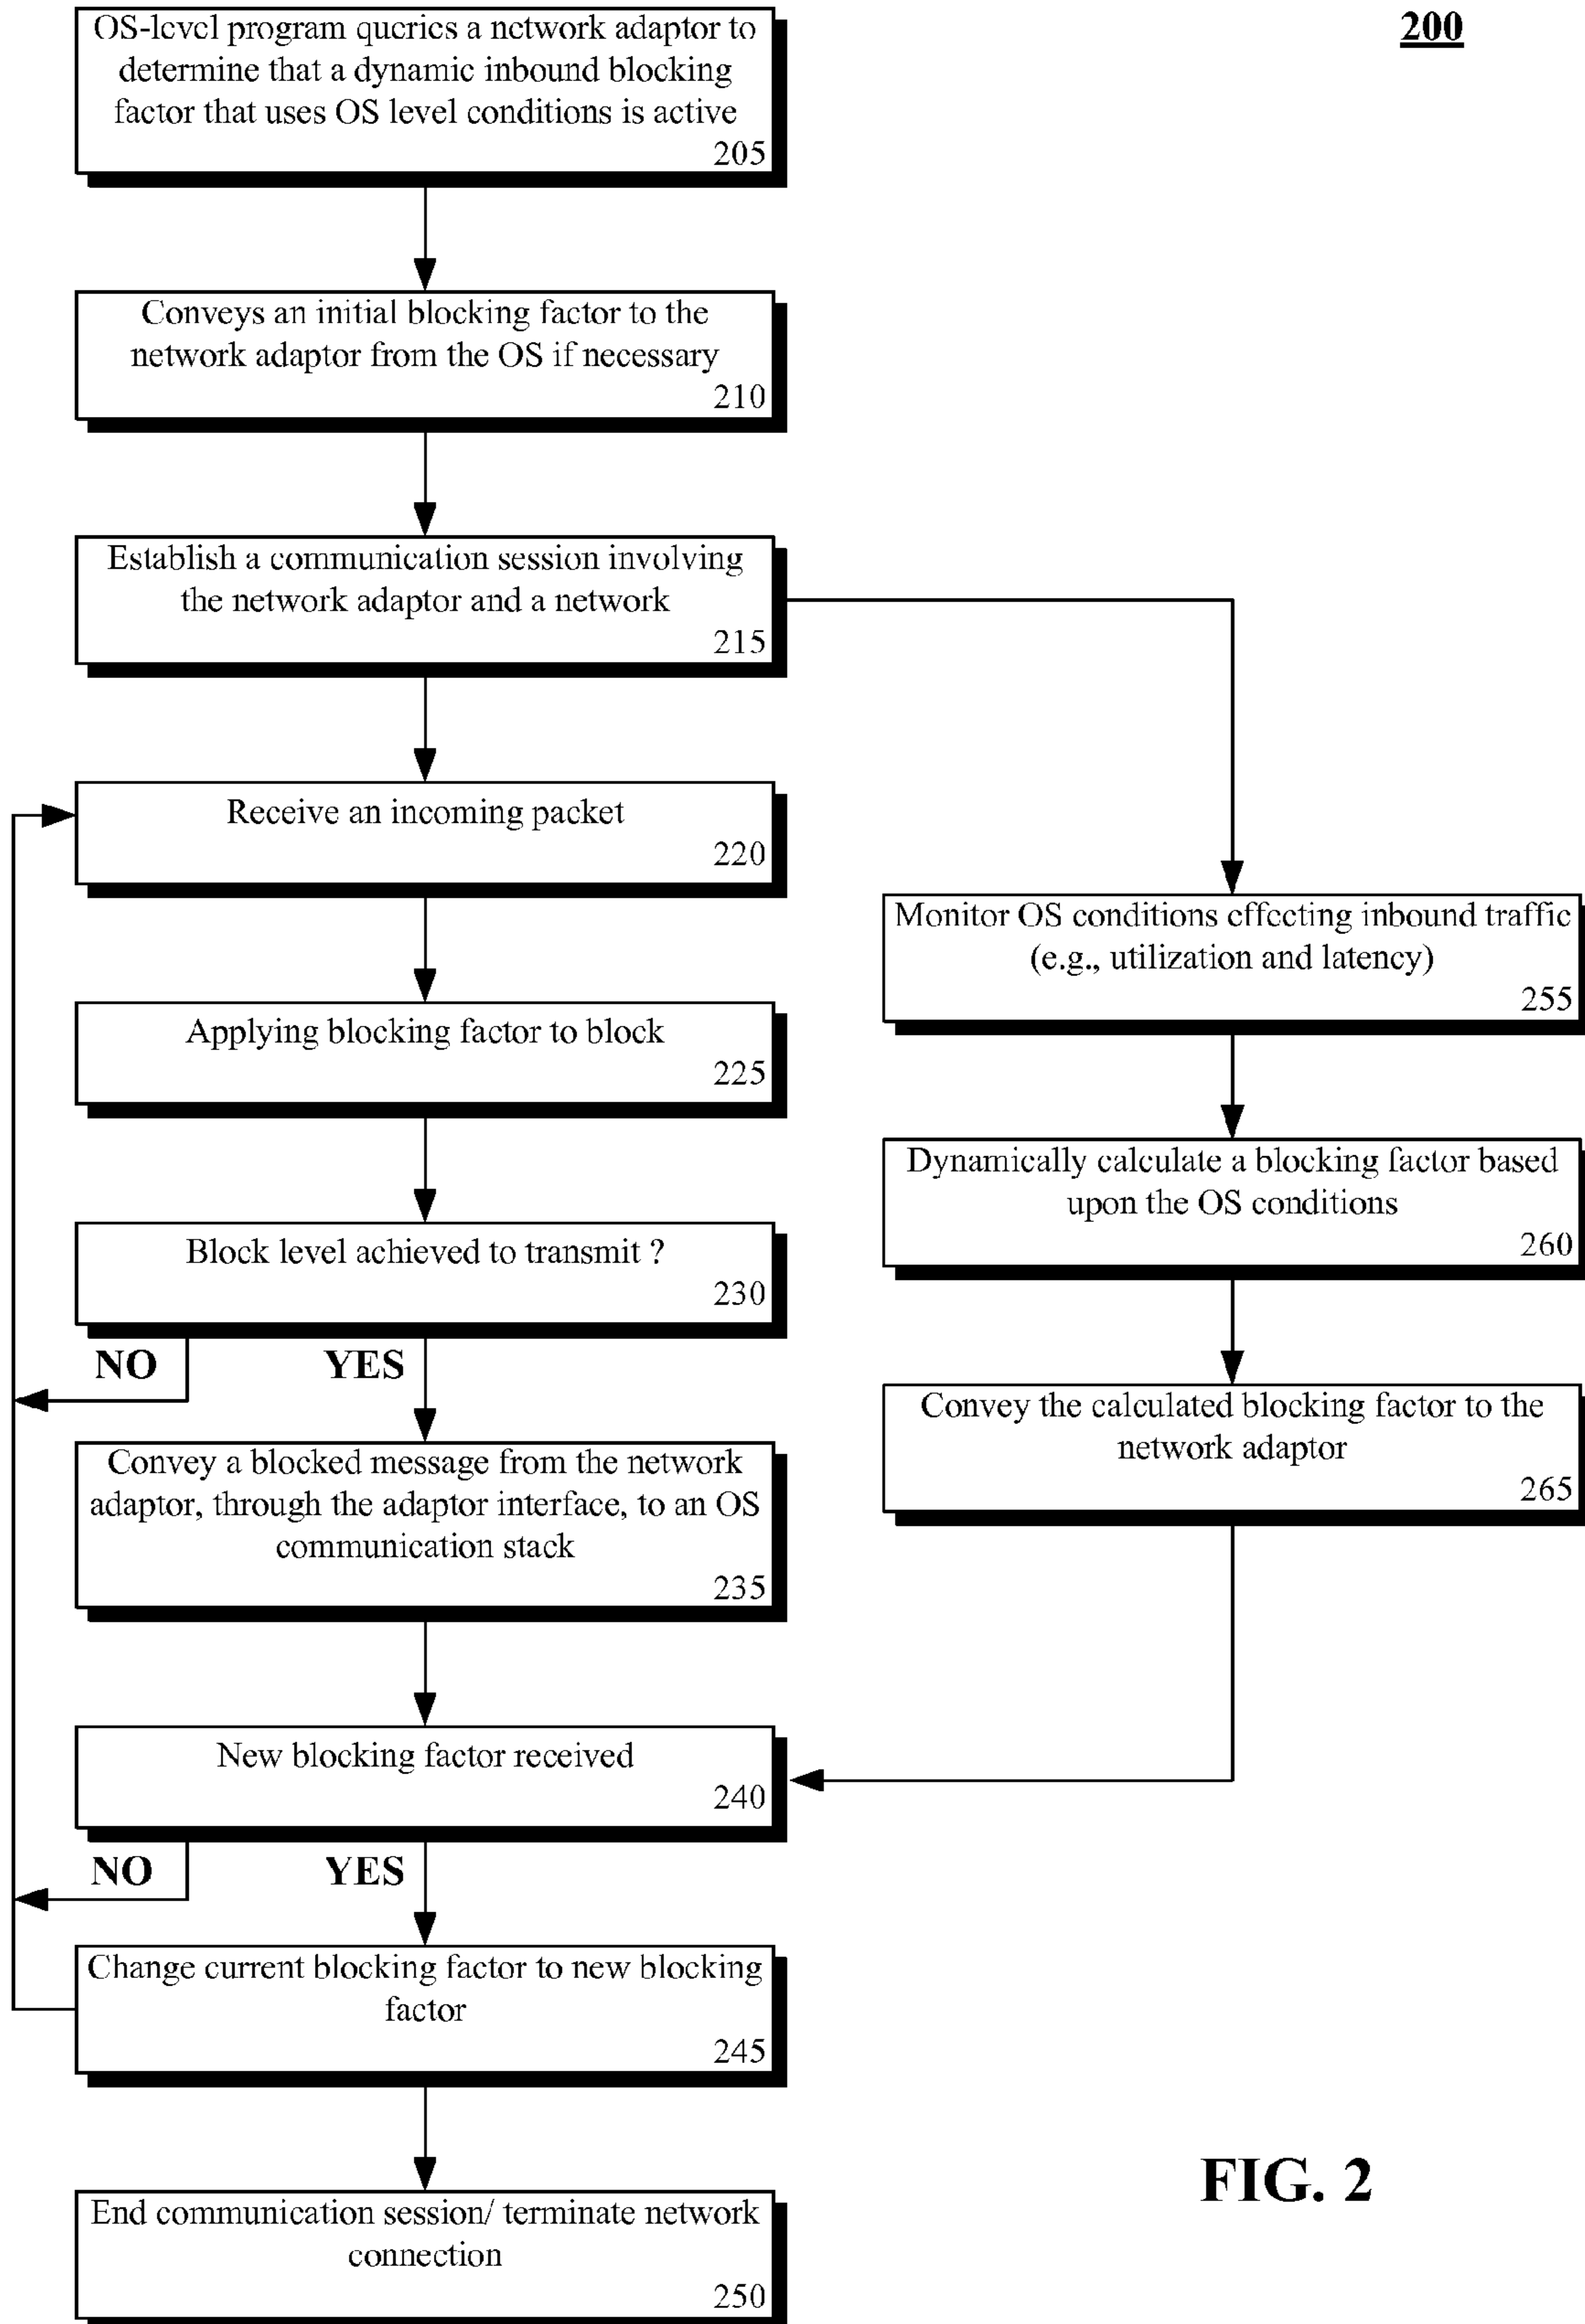 200
OS-level program queries a network adaptor to
determine that a dynamic inbound blocking
factor that uses OS level conditions is active
205
Conveys an initial blocking factor to the
network adaptor from the OS if necessary
210
Establish a communication session involving
the network adaptor and a network
215
Receive an incoming packet
220
Applying blocking factor to block
225
Block level achieved to transmit ?
230
NO
YES
Convey a blocked message from the network
adaptor, through the adaptor interface, to an OS
communication stack
235
New blocking factor received
240
NO
YES
Change current blocking factor to new blocking
factor
245
End communication session/ terminate network
connection
250
Monitor OS conditions effecting inbound traffic
(e.g., utilization and latency)
255
Dynamically calculate a blocking factor based
upon the OS conditions
260
Convey the calculated blocking factor to the
network adaptor
265
FIG. 2